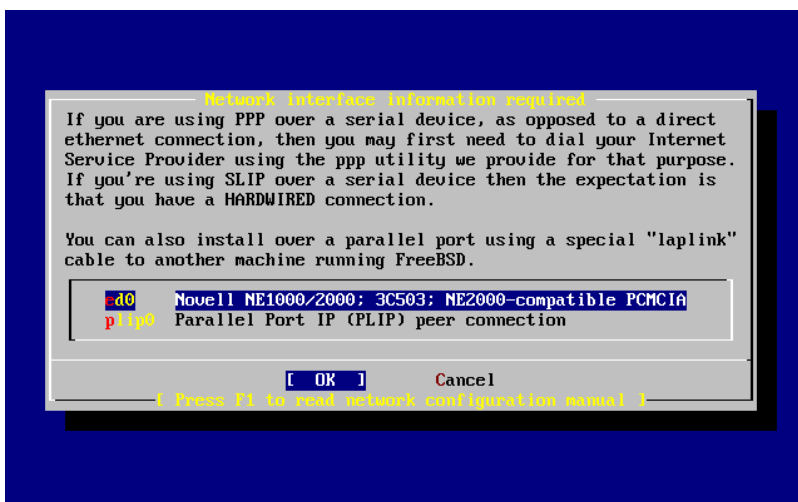 Network interface information required
If you are using PPP over a serial device, as opposed to a direct
ethernet connection, then you may first need to dial your Internet
Service Provider using the ppp utility we provide for that purpose.
If you're using SLIP over a serial device then the expectation is
that you have a HARDWIRED connection.
You can also install over a parallel port using a special "laplink"
cable to another machine running FreeBSD.
ed0 Novell NE1000/2000; 3C503; NE2000-compatible PCMCIA
plip0 Parallel Port IP (PLIP) peer connection
[ OK ] Cancel
[ Press F1 to read network configuration manual ]